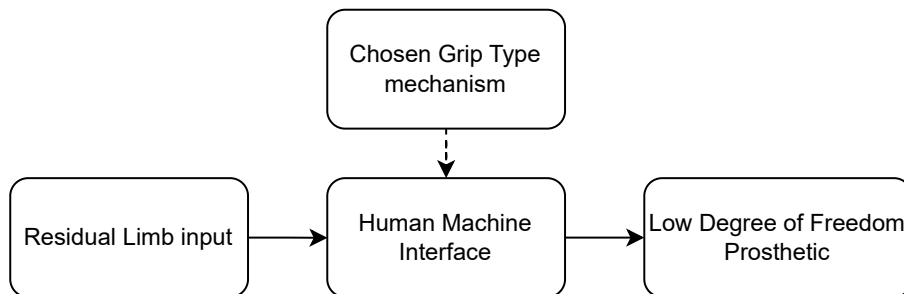 Chosen Grip Type
mechanism
Residual Limb input
Human Machine
Interface
Low Degree of Freedom
Prosthetic